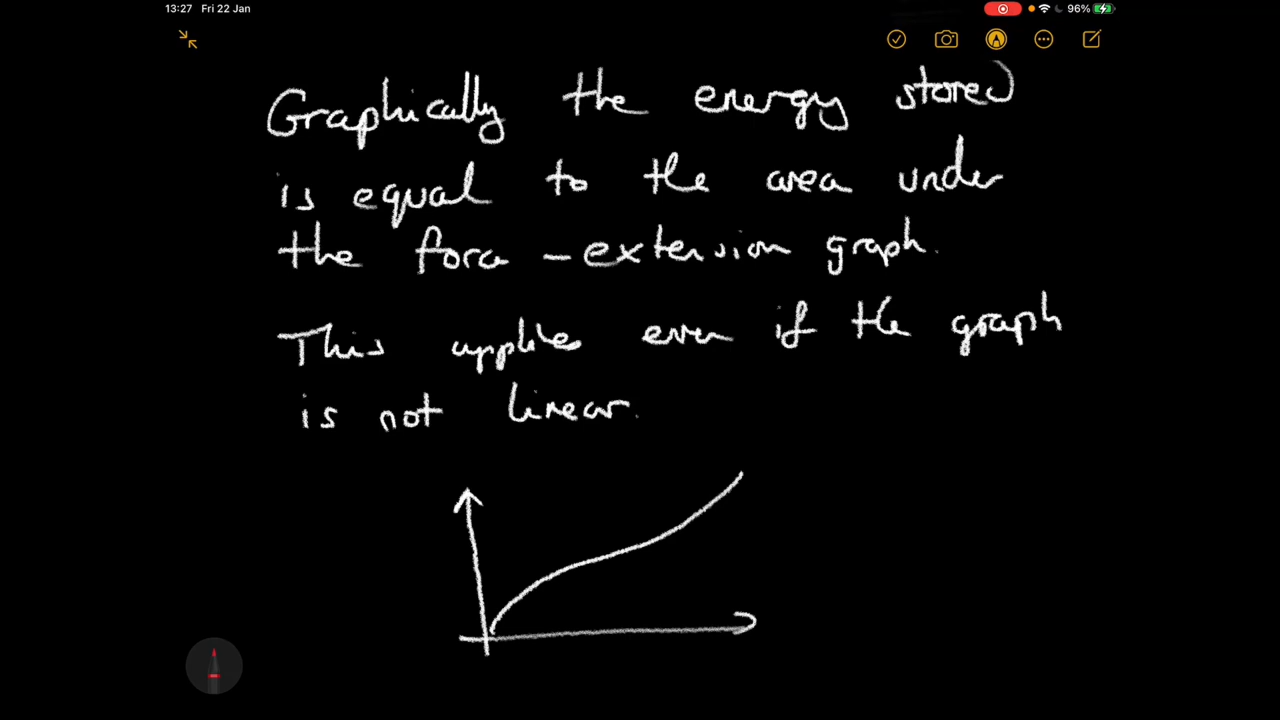 13:27 Fri 22 Jan 96%
Graphically the energy stored
is equal to the area under
the force - extension graph.
This applies even if the graph
is not linear.